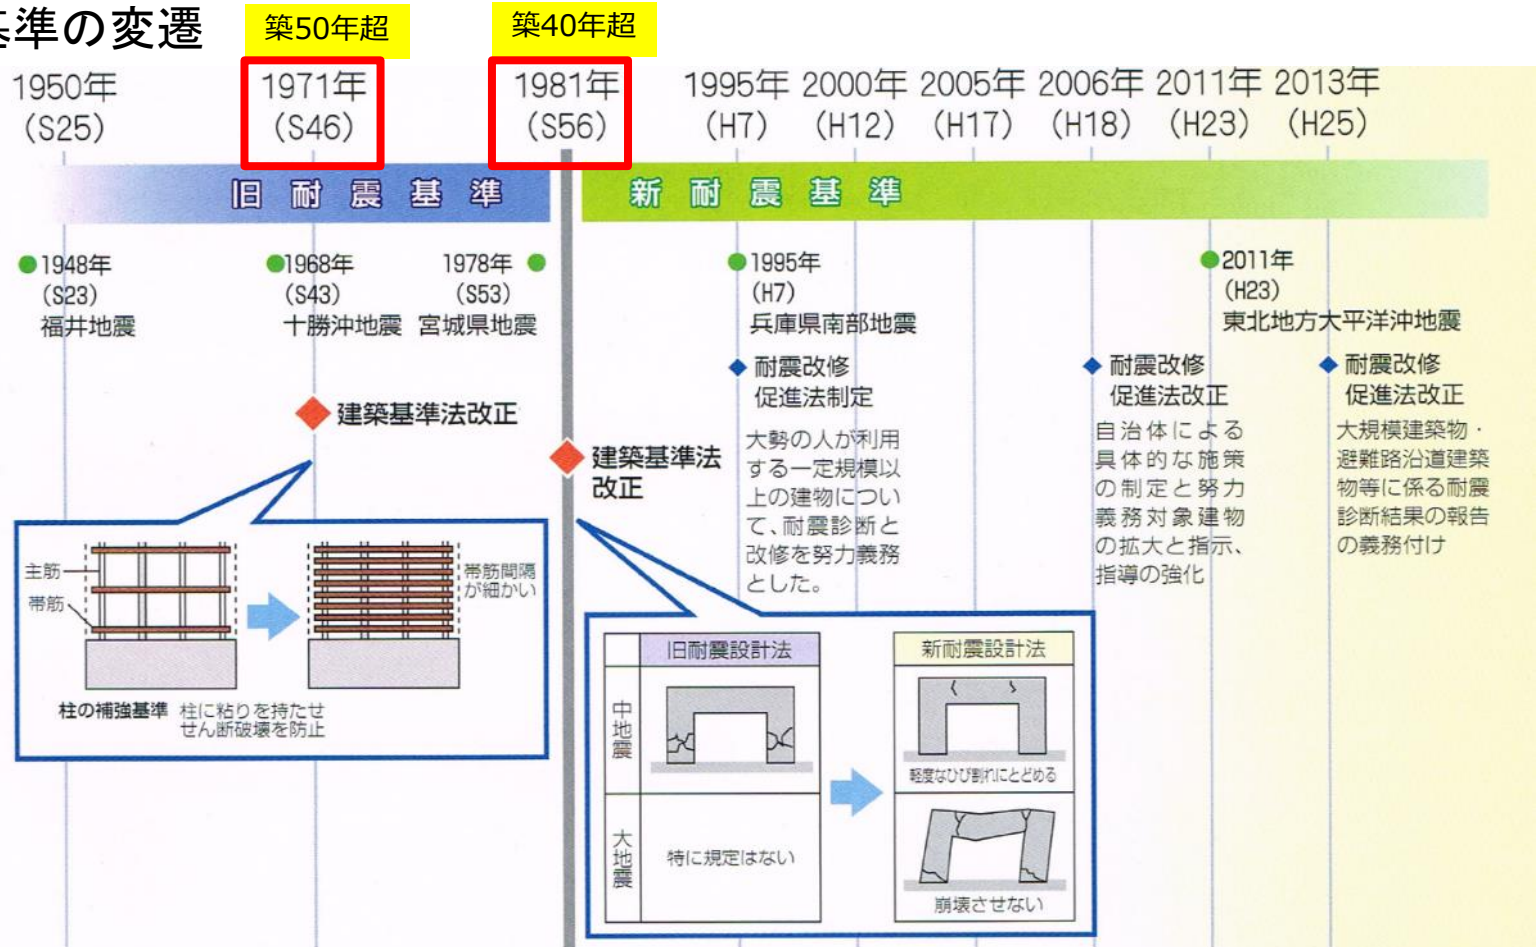 基準の変遷
築50年超
築40年超
1950年
(S25)
1971年
(S46)
1981年
(S56)
1995年
(H7)
2000年
(H12)
2005年
(H17)
2006年
(H18)
2011年
(H23)
2013年
(H25)
旧耐震基準
新耐震基準
1948年
(S23)
福井地震
1968年
(S43)
十勝沖地震
1978年
(S53)
宮城県地震
1995年
(H7)
兵庫県南部地震
2011年
(H23)
東北地方大平洋沖地震
建築基準法改正
建築基準法
改正
耐震改修
促進法制定
大勢の人が利用
する一定規模以
上の建物につい
て、耐震診断と
改修を努力義務
とした。
耐震改修
促進法改正
自治体による
具体的な施策
の制定と努力
義務対象建物
の拡大と指示、
指導の強化
耐震改修
促進法改正
大規模建築物・
避難路沿道建築
物等に係る耐震
診断結果の報告
の義務付け
主筋
帯筋
帯筋間隔
が細かい
柱の補強基準
柱に粘りを持たせ
せん断破壊を防止
旧耐震設計法
新耐震設計法
中地震
軽度なひび割れにとどめる
大地震
特に規定はない
崩壊させない